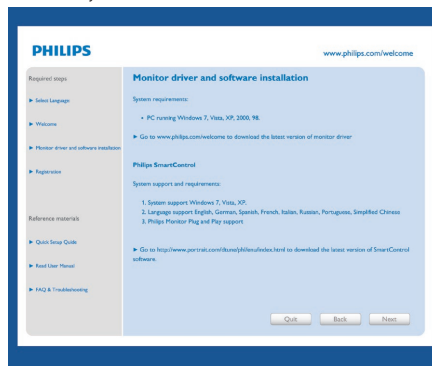 PHILIPS
www.philips.com/welcome
Required steps
► Select Language
► Welcome
► Monitor driver and software installation
► Registration
Reference materials
► Quick Setup Guide
► Read User Manual
► FAQ & Troubleshooting
Monitor driver and software installation
System requirements:
• PC running Windows 7, Vista, XP, 2000, 98.
► Go to www.philips.com/welcome to download the latest version of monitor driver
Philips SmartControl
System support and requirements:
1. System support Windows 7, Vista, XP.
2. Language support English, German, Spanish, French, Italian, Russian, Portuguese, Simplified Chinese
3. Philips Monitor Plug and Play support
► Go to http://www.portrait.com/dtune/phl/enu/index.html to download the latest version of SmartControl
software.
Quit
Back
Next